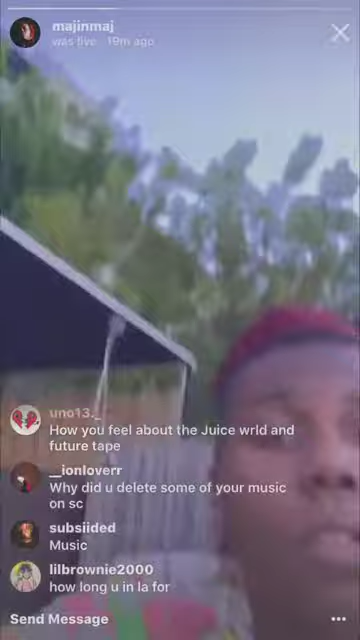 majinmaj
was live · 19m ago
uno13._
How you feel about the Juice wrld and
future tape
__ionloverr
Why did u delete some of your music
on sc
subsiided
Music
lilbrownie2000
how long u in la for
Send Message